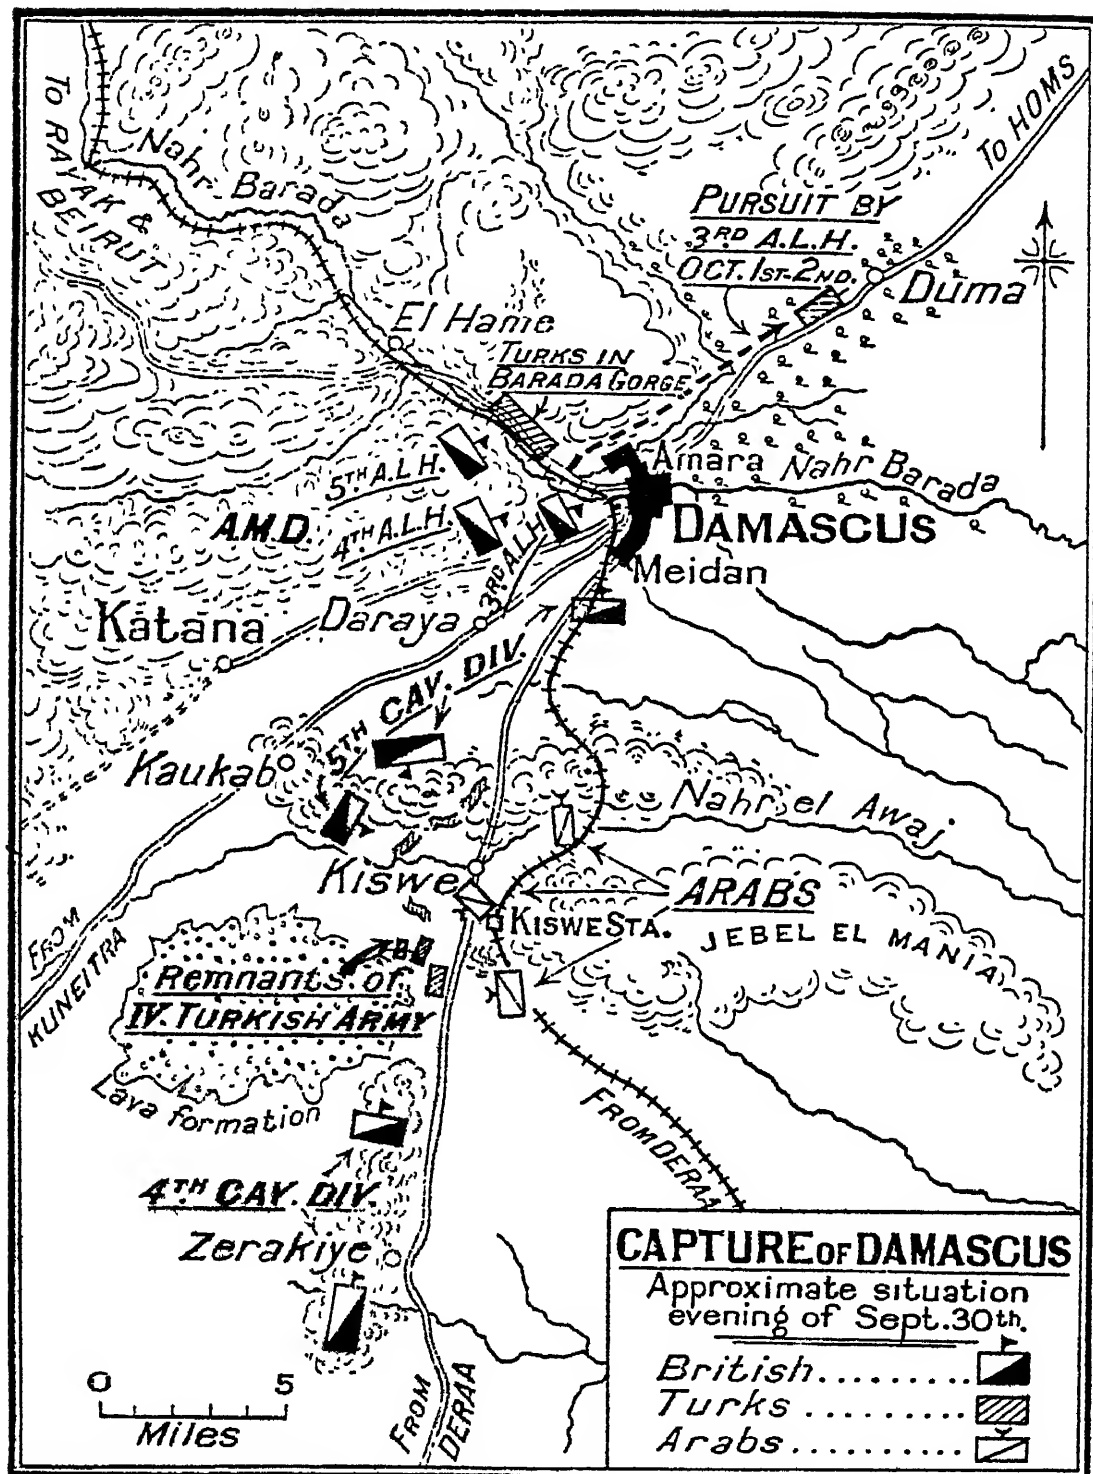 TO RAYAK &
BEIRUT
Nahr Barada
TO HOMS
PURSUIT BY
3RD A.L.H.
OCT. 1ST-2ND.
Duma
El Hame
TURKS IN
BARADA GORGE
Amara
Nahr Barada
5TH A.L.H.
A.M.D.
4TH A.L.H.
3RD A.L.H.
DAMASCUS
Meidan
Katana
Daraya
5TH CAV. DIV.
Kaukab
Nahr el Awaj
Kiswe
ARABS
KISWE STA.
JEBEL EL MANIA
FROM
KUNEITRA
Remnants of
IV. TURKISH ARMY
Lava formation
FROM DERAA
4TH CAV. DIV.
Zerakiye
FROM
DERAA
0 5
Miles
CAPTURE OF DAMASCUS
Approximate situation
evening of Sept. 30th.
British..........
Turks ..........
Arabs..........